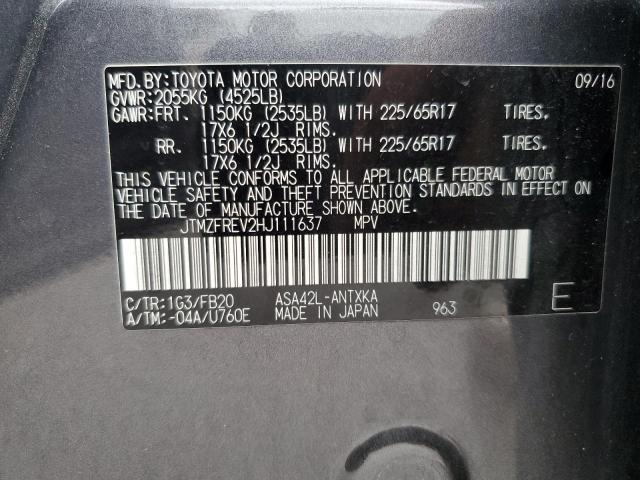 MFD.BY:TOYOTA MOTOR CORPORATION 09/16
GVWR:2055KG (4525LB)
GAWR:FRT. 1150KG (2535LB) WITH 225/65R17 TIRES.
17X6 1/2J RIMS.
RR. 1150KG (2535LB) WITH 225/65R17 TIRES.
17X6 1/2J RIMS.
THIS VEHICLE CONFORMS TO ALL APPLICABLE FEDERAL MOTOR
VEHICLE SAFETY AND THEFT PREVENTION STANDARDS IN EFFECT ON
THE DATE OF MANUFACTURE SHOWN ABOVE.
JTMZFREV2HJ111637 MPV
C/TR:1G3/FB20 ASA42L-ANTXKA
A/TM:-04A/U760E MADE IN JAPAN 963 E